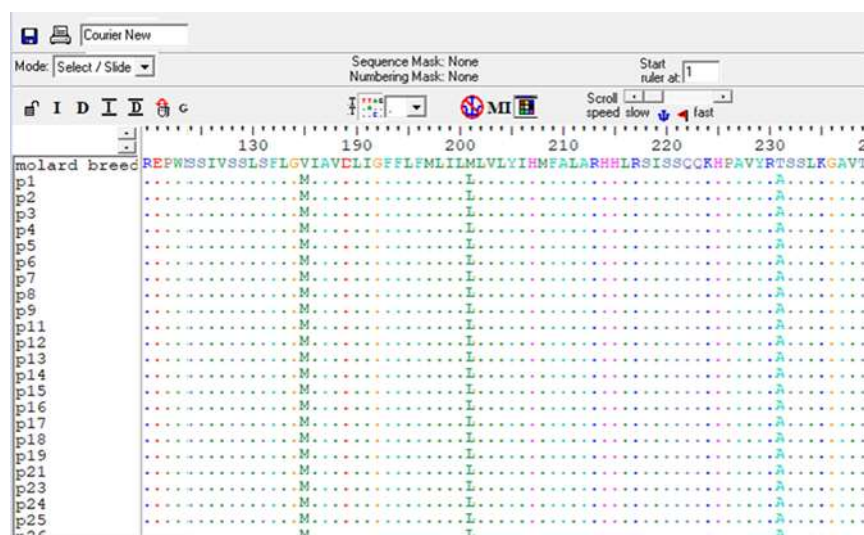 Courier New
Mode: Select / Slide Sequence Mask: None Start
Numbering Mask: None ruler at: 1
I D I D G MI Scroll
speed slow fast
130 190 200 210 220 230 2
molard breed REPWSSIVSSLSFLGVIAVDLIGFFLFMLILMLVLYIHMFALARHHLRSISSQQKHPAVYRTSSLKGAVT
p1 M L A
p2 M L A
p3 M L A
p4 M L A
p5 M L A
p6 M L A
p7 M L A
p8 M L A
p9 M L A
p11 M L A
p12 M L A
p13 M L A
p14 M L A
p15 M L A
p16 M L A
p17 M L A
p18 M L A
p19 M L A
p21 M L A
p23 M L A
p24 M L A
p25 M L A